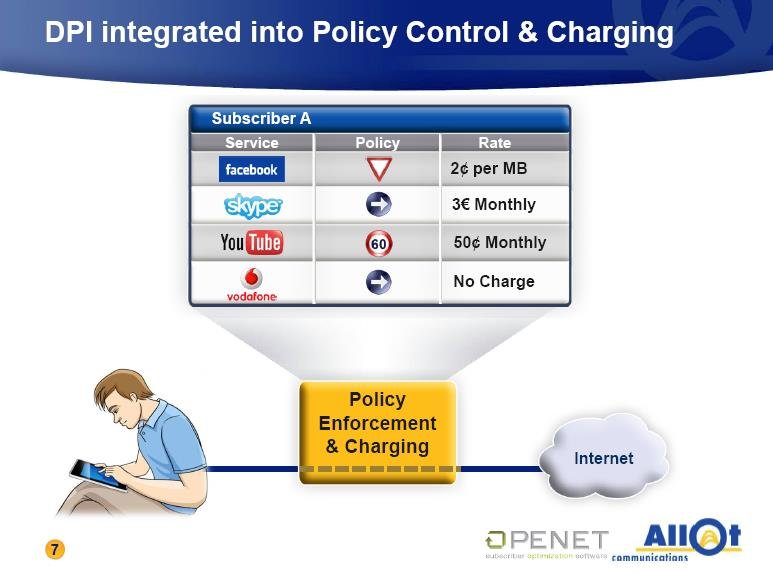 DPI integrated into Policy Control & Charging
Subscriber A
Service Policy Rate
facebook 2¢ per MB
skype 3€ Monthly
YouTube 60 50¢ Monthly
vodafone No Charge
Policy
Enforcement
& Charging
Internet
7
OPENET
subscriber optimization software
Allot
communications